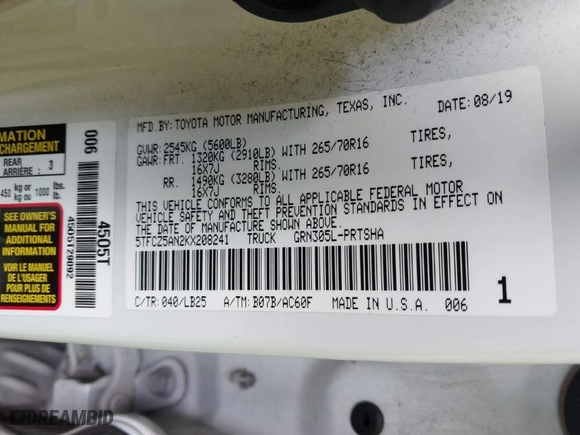 MFD.BY:TOYOTA MOTOR MANUFACTURING, TEXAS, INC. DATE:08/19
GVWR:2545KG (5600LB)
GAWR:FRT. 1320KG (2910LB) WITH 265/70R16 TIRES,
16X7J RIMS.
RR. 1490KG (3280LB) WITH 265/70R16 TIRES,
16X7J RIMS.
THIS VEHICLE CONFORMS TO ALL APPLICABLE FEDERAL MOTOR
VEHICLE SAFETY AND THEFT PREVENTION STANDARDS IN EFFECT ON
THE DATE OF MANUFACTURE SHOWN ABOVE.
5TFCZ5AN2KX208241 TRUCK GRN305L-PRTSHA
C/TR:040/LB25 A/TM:B07B/AC60F MADE IN U.S.A. 006 1
MATION
CHARGEMENT
REAR
ARRIÈRE 3
450 kg or 1000 lbs.
kg ou lb.
SEE OWNER'S
MANUAL FOR
ADDITIONAL
INFORMATION
VOIR LE MANUEL
DE L'USAGER
POUR PLUS DE
RENSEIGNEMENTS
006
4505T
4505129092
DREAMBID